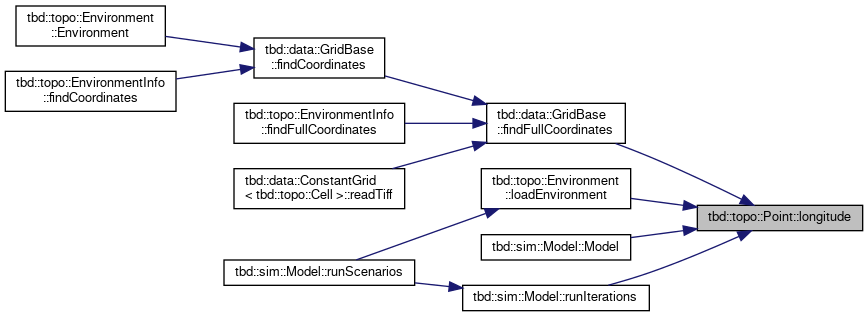 tbd::topo::Environment
::Environment
tbd::data::GridBase
::findCoordinates
tbd::topo::EnvironmentInfo
::findCoordinates
tbd::topo::EnvironmentInfo
::findFullCoordinates
tbd::data::GridBase
::findFullCoordinates
tbd::data::ConstantGrid
< tbd::topo::Cell >::readTiff
tbd::topo::Environment
::loadEnvironment
tbd::topo::Point::longitude
tbd::sim::Model::Model
tbd::sim::Model::runScenarios
tbd::sim::Model::runIterations